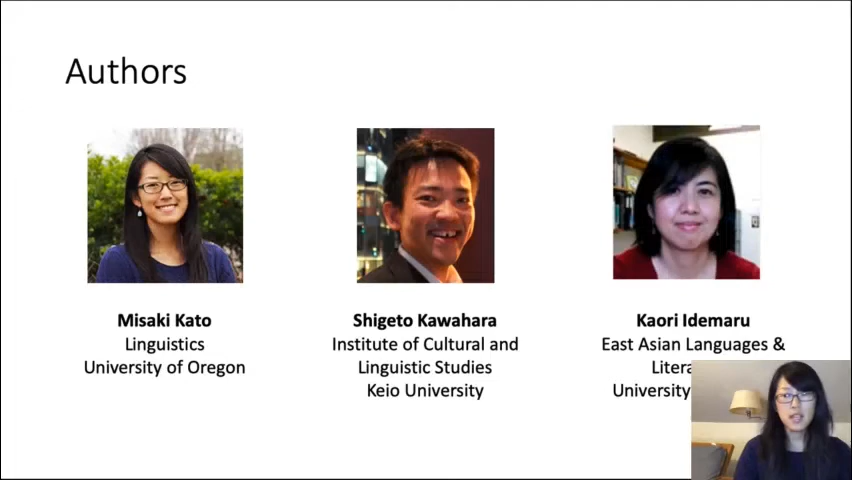 Authors
Misaki Kato
Linguistics
University of Oregon
Shigeto Kawahara
Institute of Cultural and
Linguistic Studies
Keio University
Kaori Idemaru
East Asian Languages &
Litera
University